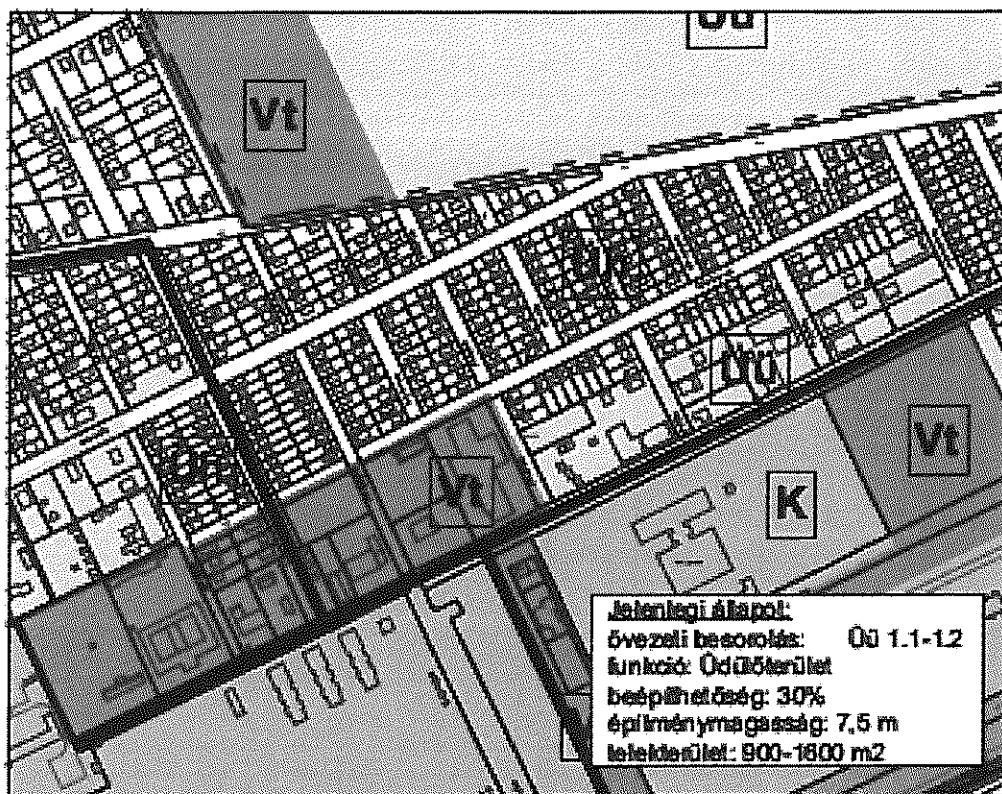 Üü
Vt
Üü
Vt
Vt
K
Jelenlegi állapot:
övezeti besorolás: Üü 1.1-1.2
funkció: Üdülőterület
beépíthetőség: 30%
építménymagasság: 7,5 m
telekterület: 900-1600 m2